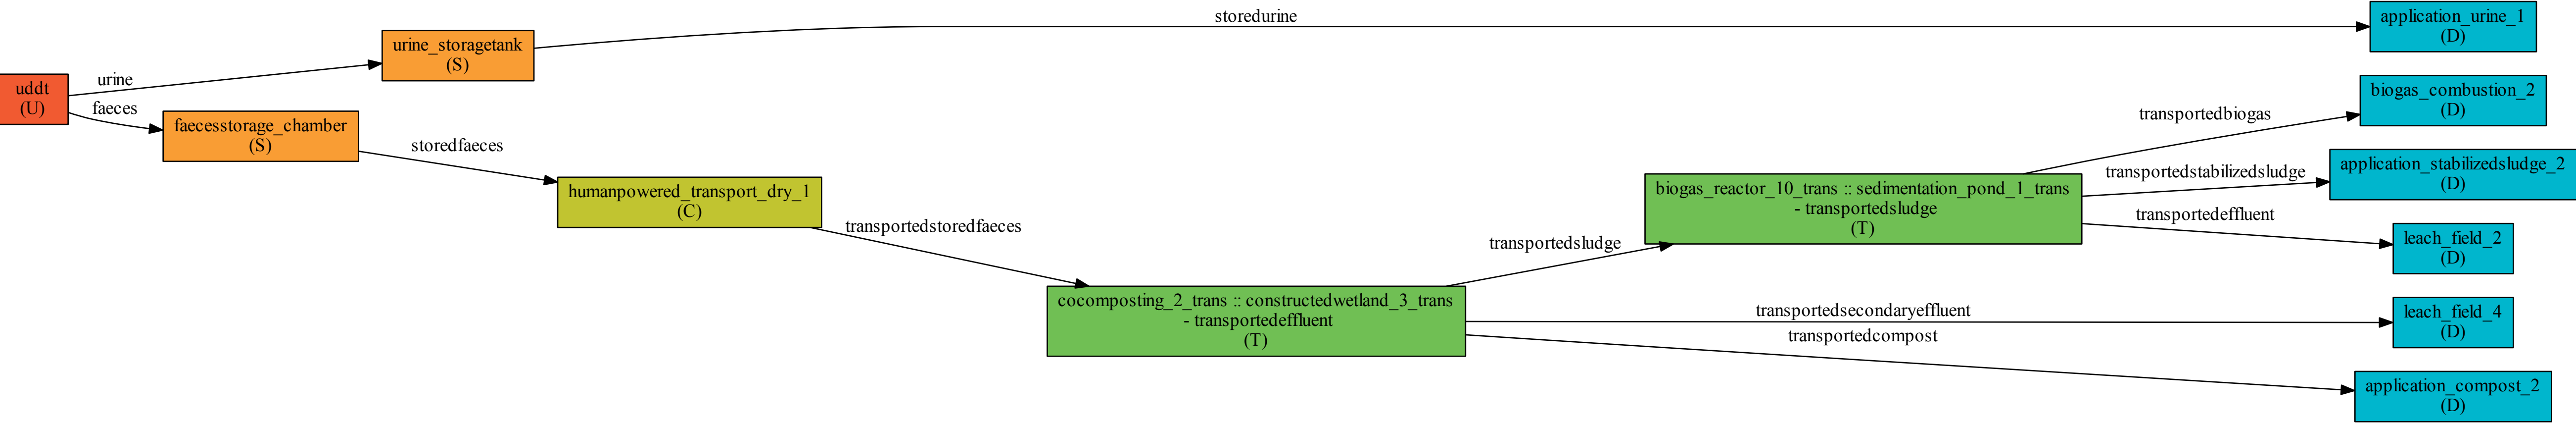 uddt
(U)
urine
faeces
urine_storagetank
(S)
faecesstorage_chamber
(S)
storedurine
storedfaeces
humanpowered_transport_dry_1
(C)
transportedstoredfaeces
cocomposting_2_trans :: constructedwetland_3_trans
- transportedeffluent
(T)
transportedsludge
transportedsecondaryeffluent
transportedcompost
biogas_reactor_10_trans :: sedimentation_pond_1_trans
- transportedsludge
(T)
transportedbiogas
transportedstabilizedsludge
transportedeffluent
application_urine_1
(D)
biogas_combustion_2
(D)
application_stabilizedsludge_2
(D)
leach_field_2
(D)
leach_field_4
(D)
application_compost_2
(D)